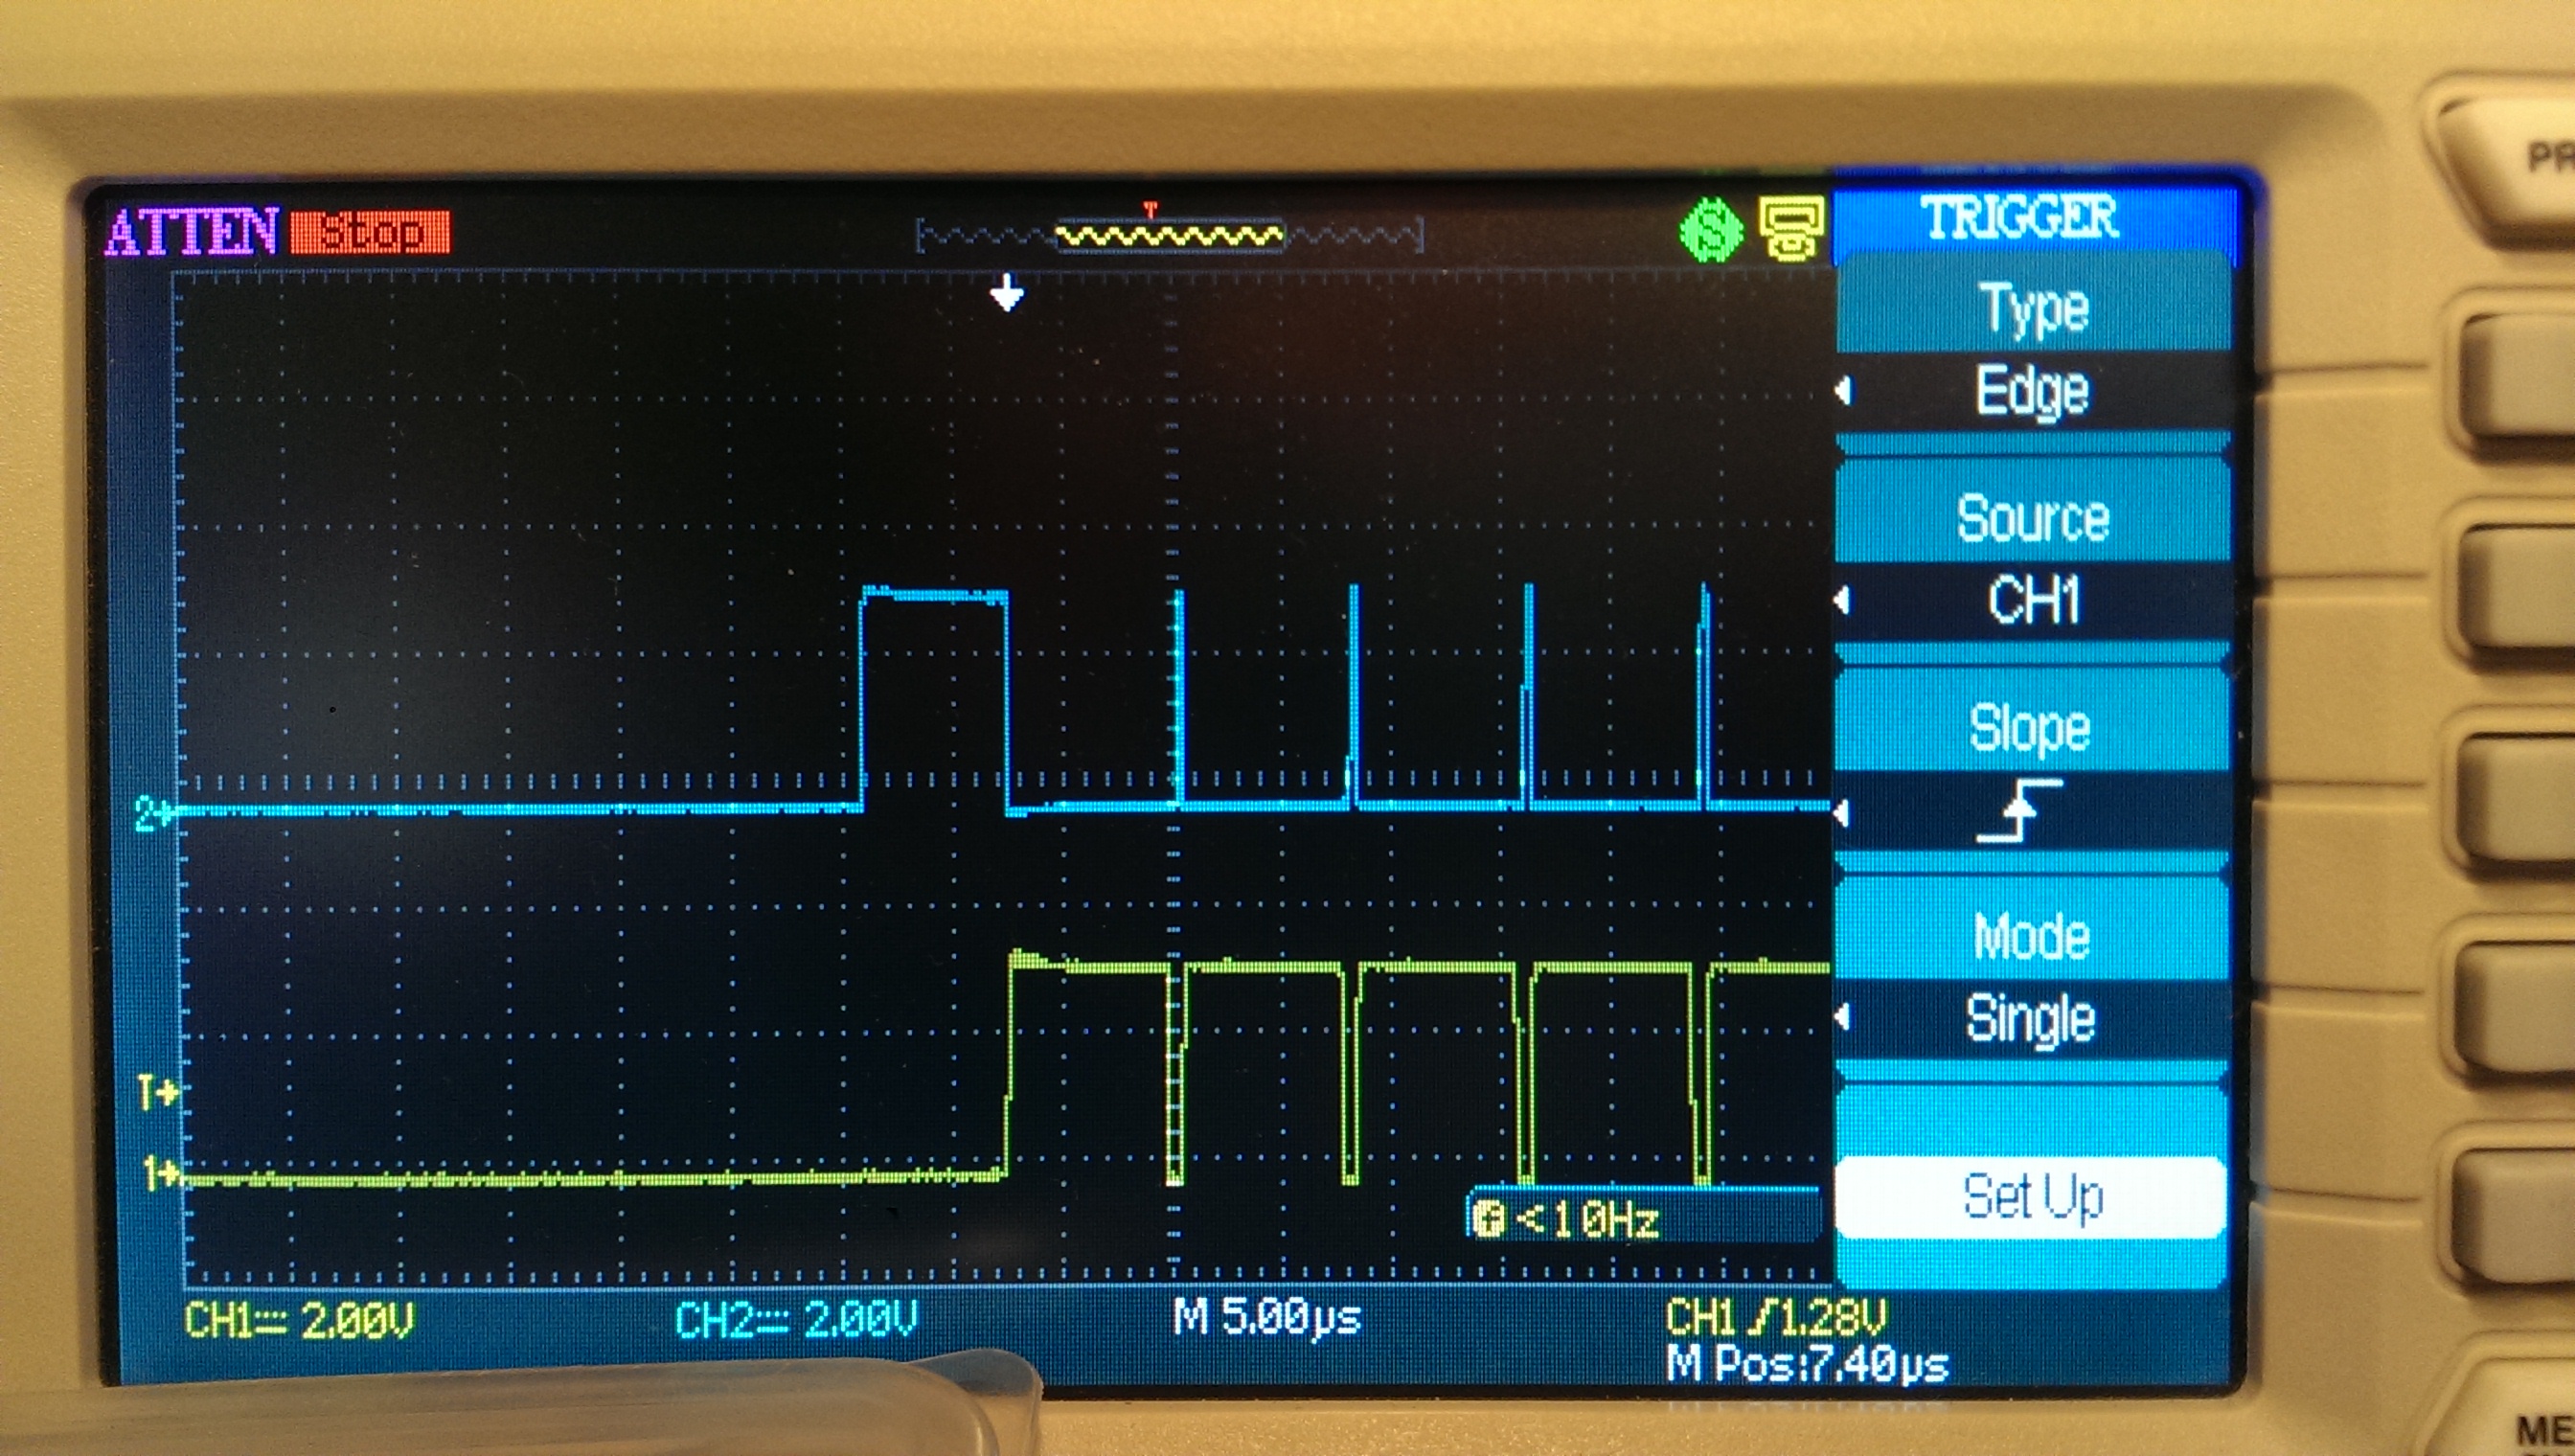 ATTEN Stop T S TRIGGER
PR
Type
Edge
Source
CH1
Slope
2
Mode
T
Single
1
Set Up
<10Hz
CH1 2.00V CH2 2.00V M 5.00µs CH1 /1.28V
M Pos:7.40µs
ME